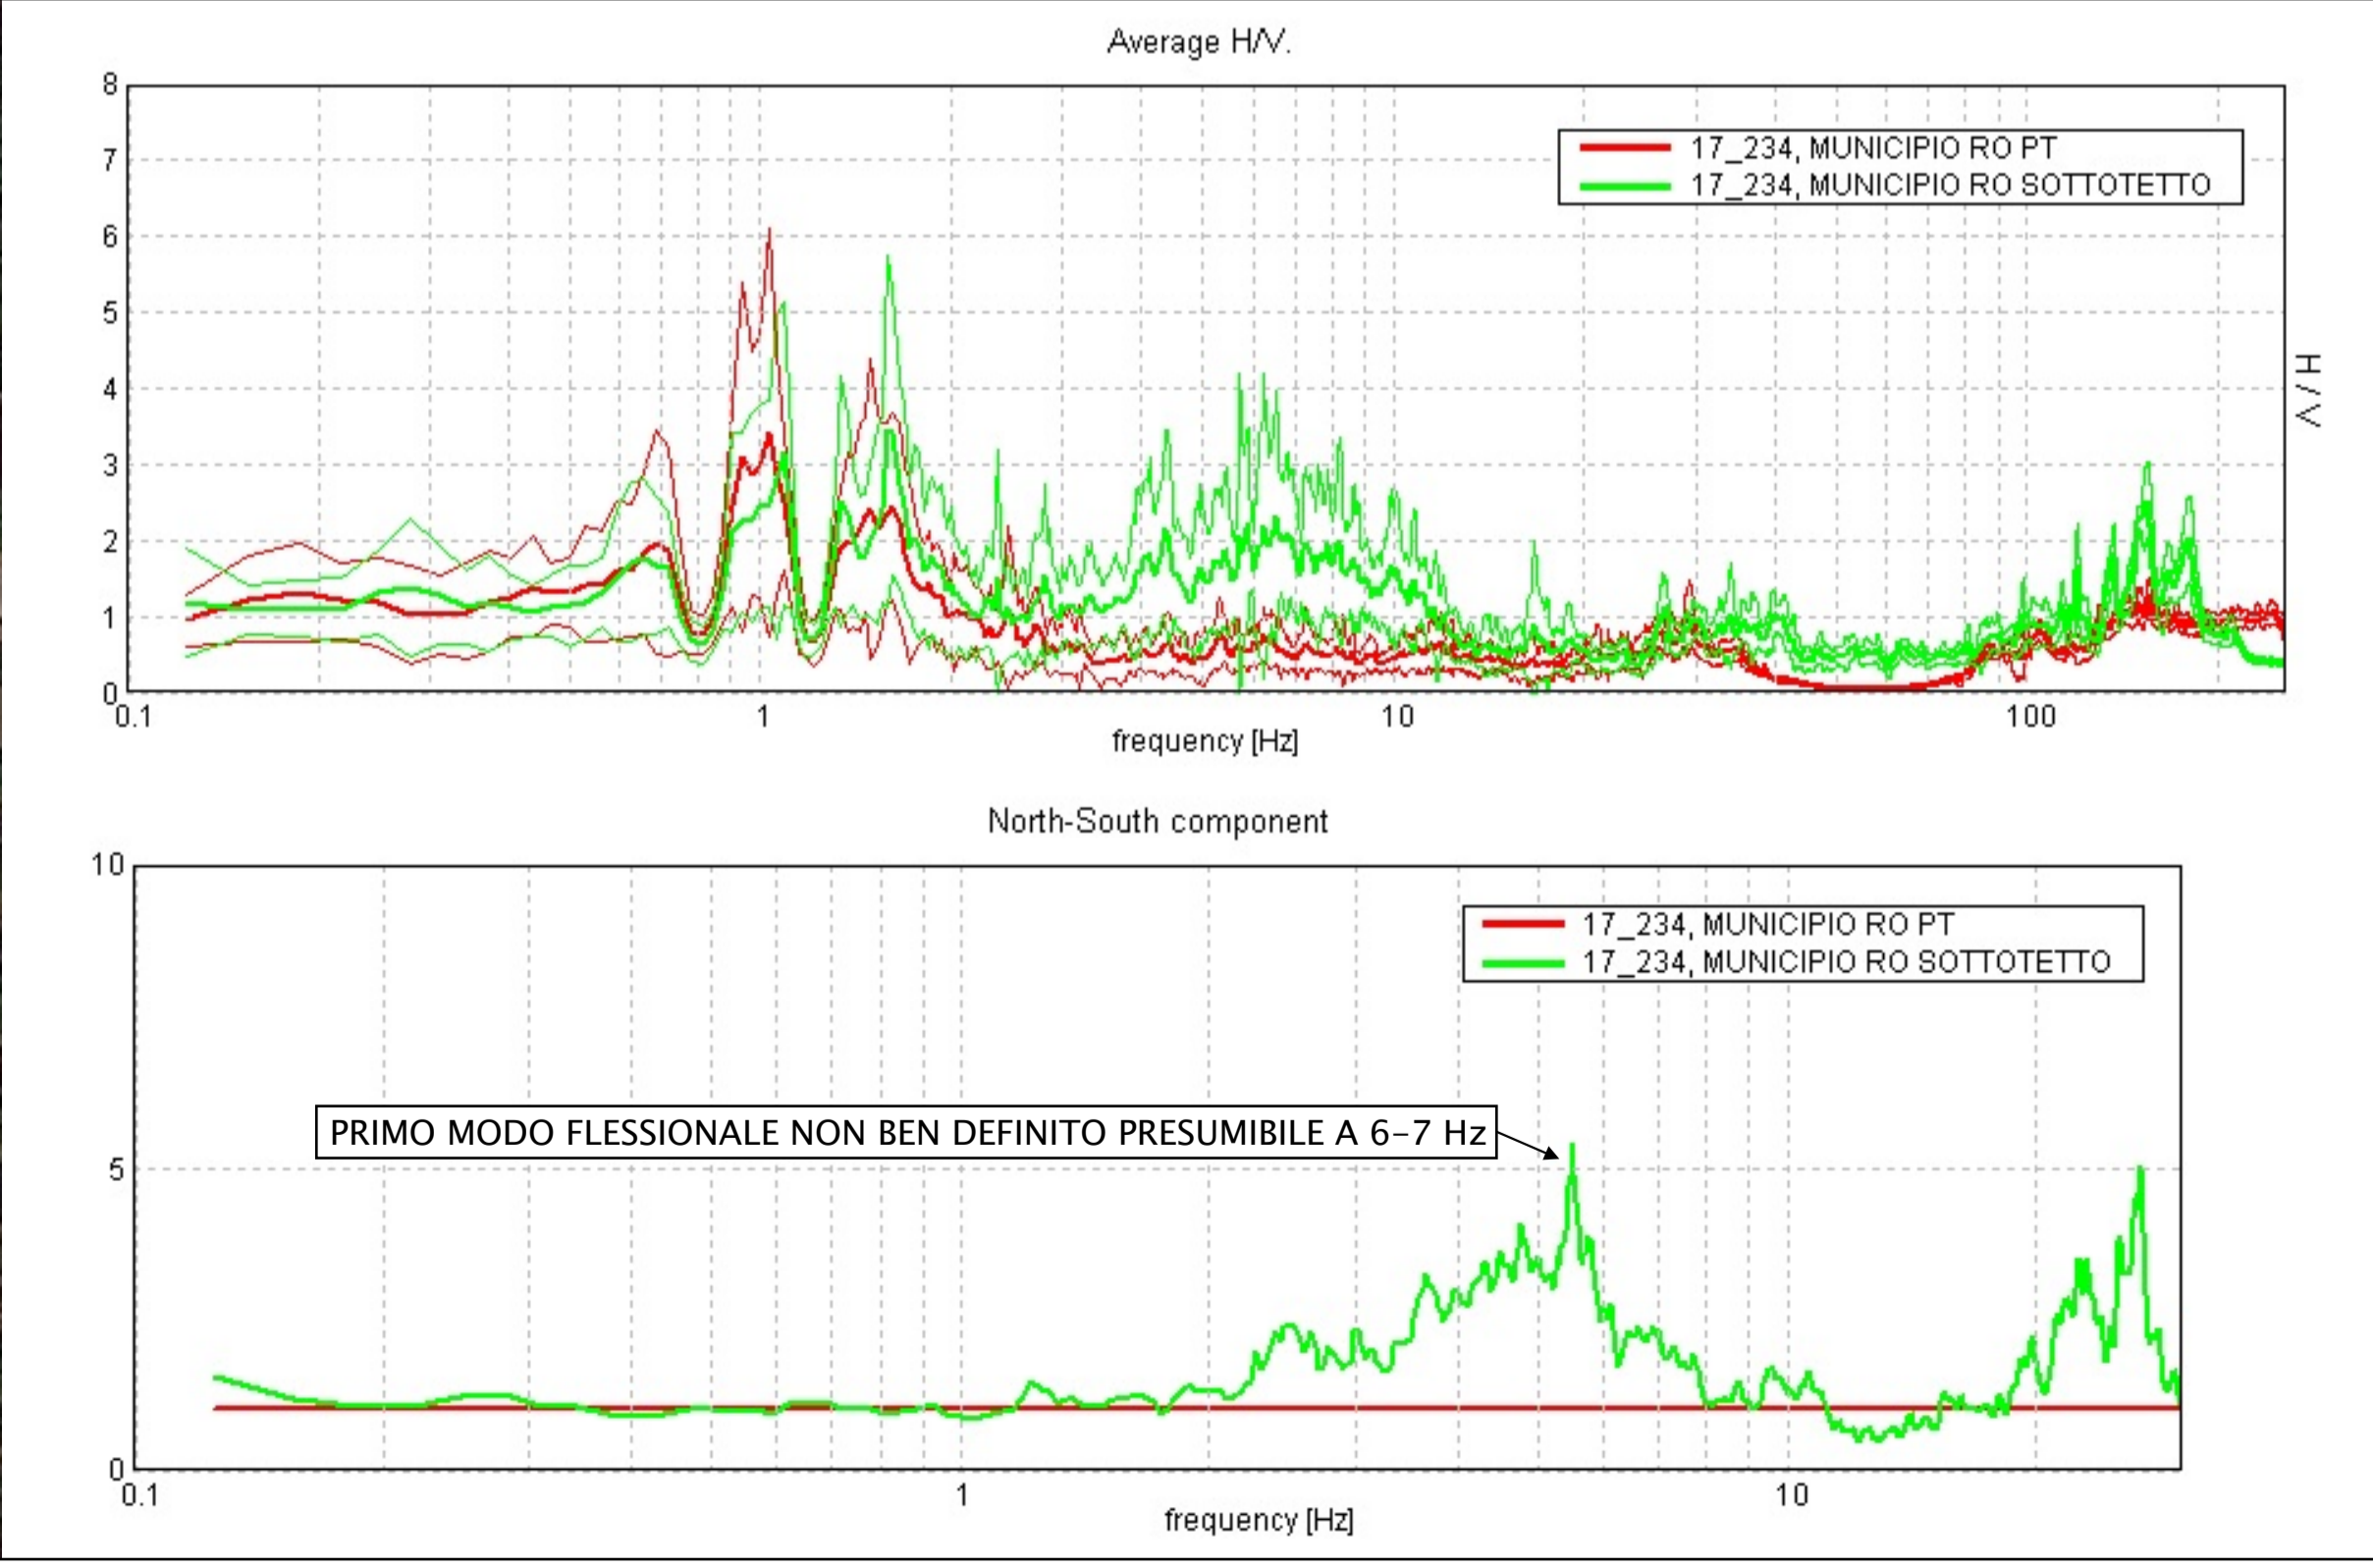 Average H/V.
8
7
6
5
4
3
2
1
0
17_234, MUNICIPIO RO PT
17_234, MUNICIPIO RO SOTTOTETTO
H/V
0.1 1 10 100
frequency [Hz]
North-South component
10
5
0
17_234, MUNICIPIO RO PT
17_234, MUNICIPIO RO SOTTOTETTO
PRIMO MODO FLESSIONALE NON BEN DEFINITO PRESUMIBILE A 6-7 Hz
0.1 1 10
frequency [Hz]